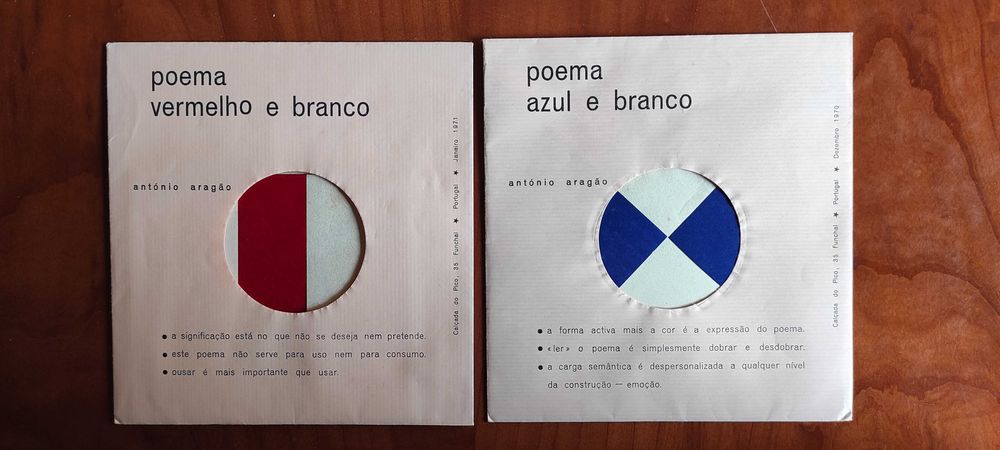 poema
vermelho e branco
antónio aragão
Calçada do Pico, 35 Funchal ★ Portugal ★ Janeiro 1971
● a significação está no que não se deseja nem pretende.
● este poema não serve para uso nem para consumo.
● ousar é mais importante que usar.
poema
azul e branco
antónio aragão
Calçada do Pico, 35 Funchal ★ Portugal ★ Dezembro 1970
● a forma activa mais a cor é a expressão do poema.
● «ler» o poema é simplesmente dobrar e desdobrar.
● a carga semântica é despersonalizada a qualquer nível
da construção — emoção.